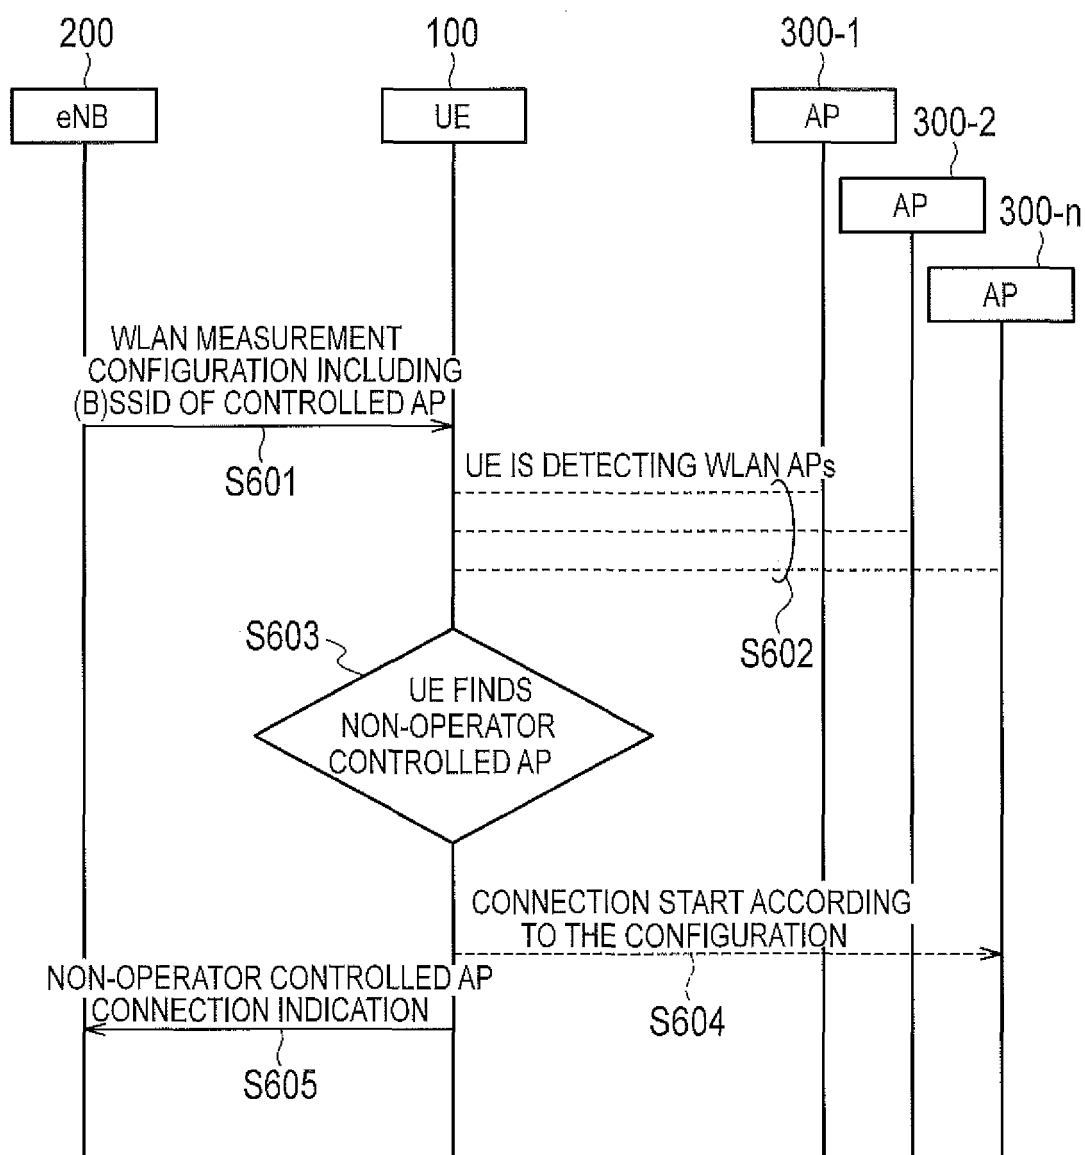 200
100
300-1
eNB
UE
AP
300-2
AP
300-n
AP
WLAN MEASUREMENT
CONFIGURATION INCLUDING
(B)SSID OF CONTROLLED AP
S601
UE IS DETECTING WLAN APs
S602
S603
UE FINDS
NON-OPERATOR
CONTROLLED AP
CONNECTION START ACCORDING
TO THE CONFIGURATION
S604
NON-OPERATOR CONTROLLED AP
CONNECTION INDICATION
S605